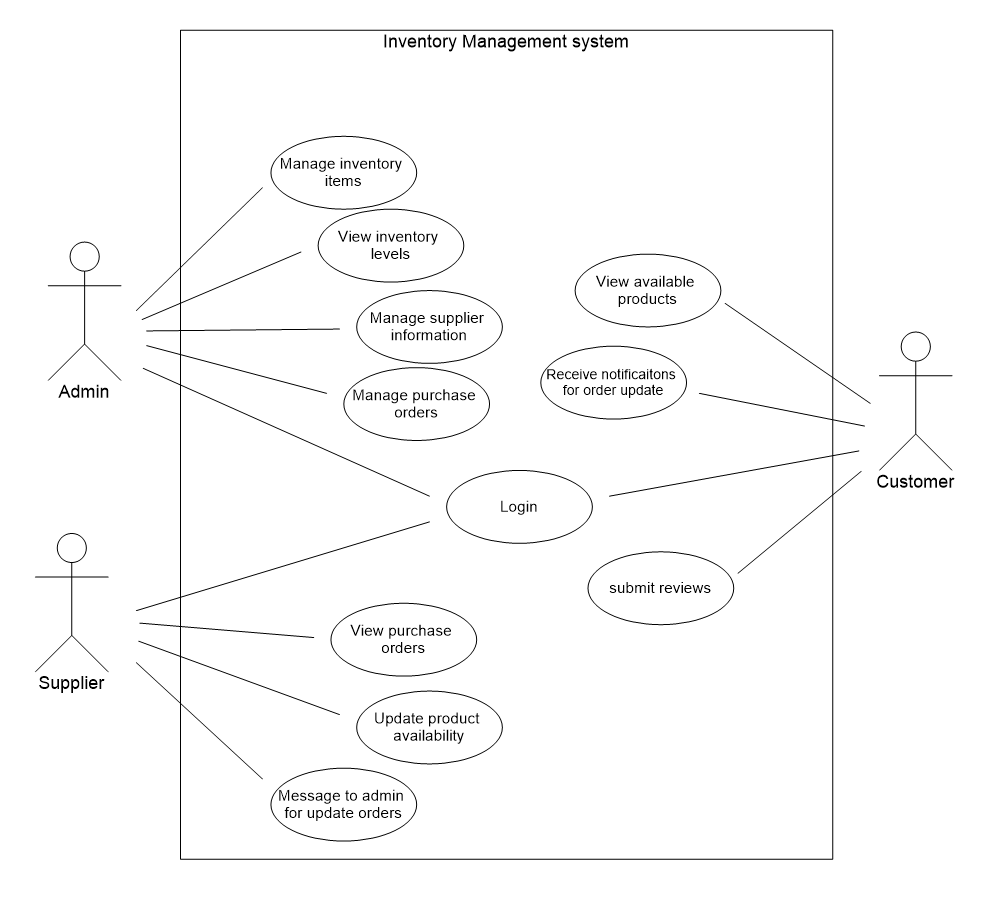 Inventory Management system
Manage inventory
items
View inventory
levels
Manage supplier
information
Manage purchase
orders
Admin
View available
products
Receive notificaitons
for order update
Customer
Login
submit reviews
Supplier
View purchase
orders
Update product
availability
Message to admin
for update orders